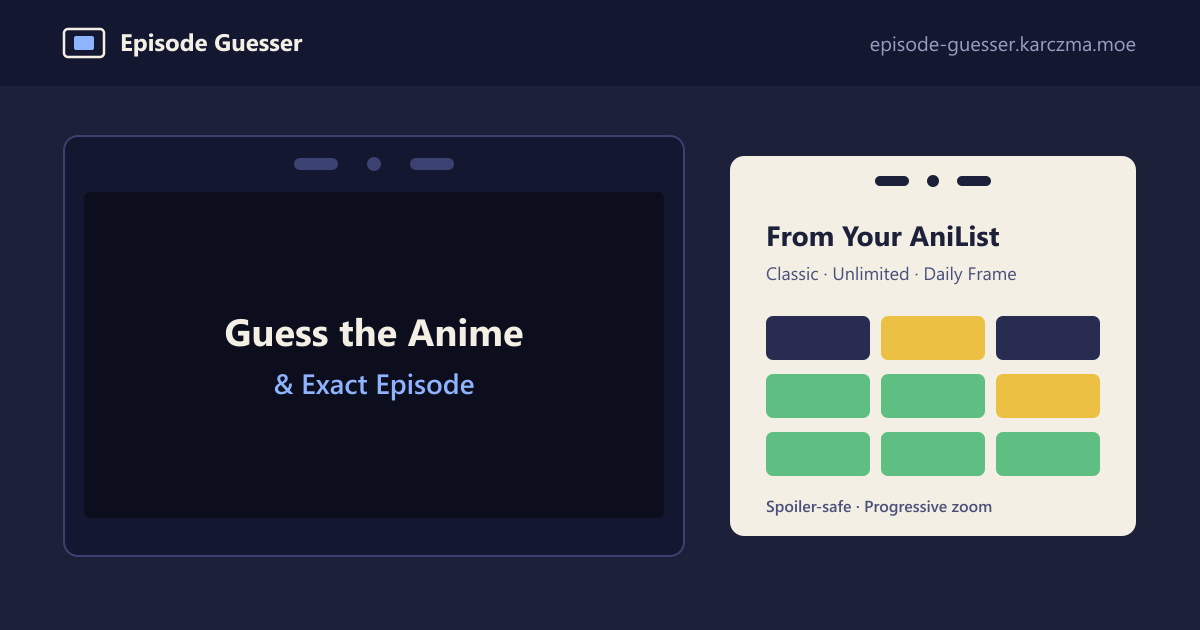 Episode Guesser
episode-guesser.karczma.moe
Guess the Anime
& Exact Episode
From Your AniList
Classic · Unlimited · Daily Frame
Spoiler-safe · Progressive zoom